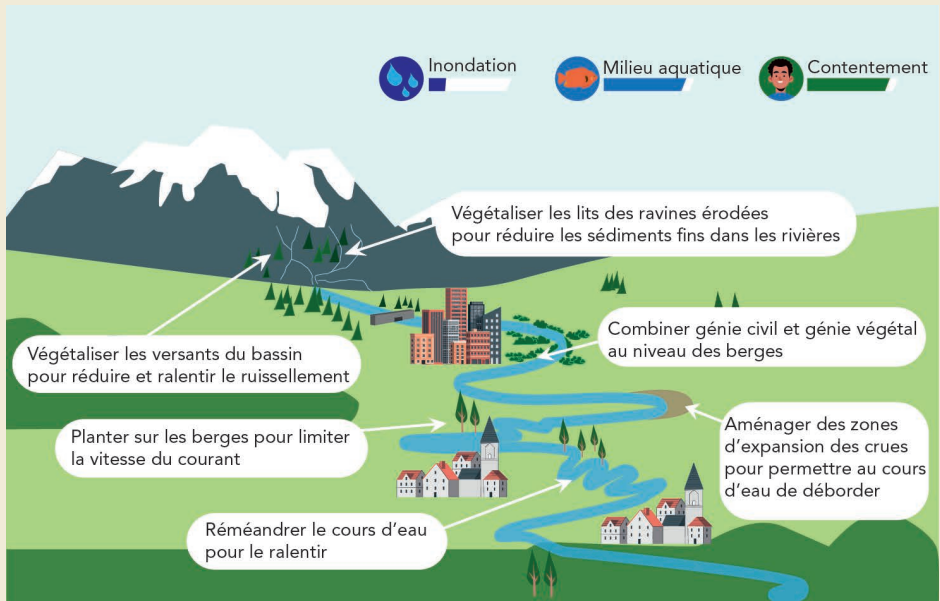 Inondation
Milieu aquatique
Contentement
Végétaliser les lits des ravines érodées
pour réduire les sédiments fins dans les rivières
Combiner génie civil et génie végétal
au niveau des berges
Végétaliser les versants du bassin
pour réduire et ralentir le ruissellement
Planter sur les berges pour limiter
la vitesse du courant
Aménager des zones
d'expansion des crues
pour permettre au cours
d'eau de déborder
Réméandrer le cours d'eau
pour le ralentir